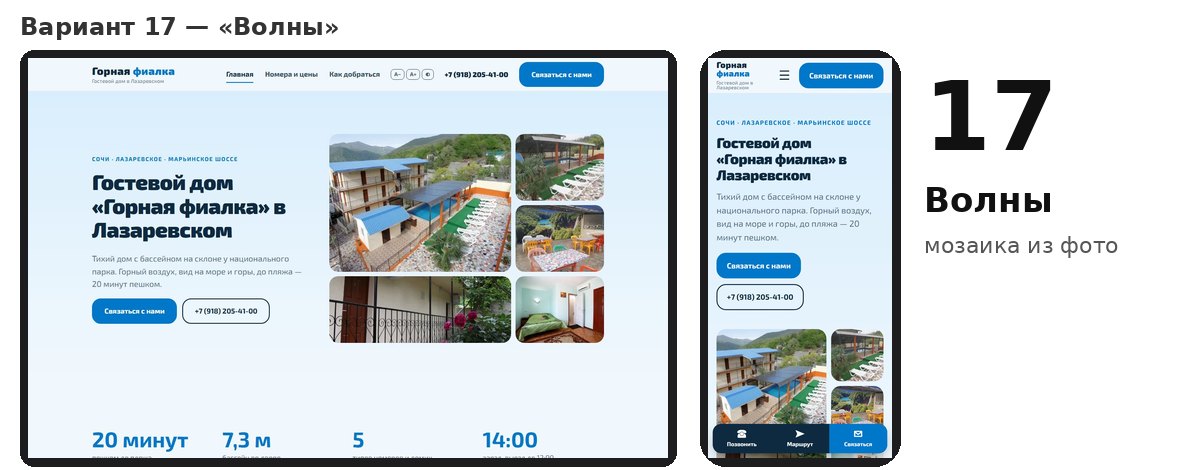 Вариант 17 — «Волны»
Горная фиалка
Гостевой дом в Лазаревском
Главная
Номера и цены
Как добраться
A−
A+
+7 (918) 205-41-00
Связаться с нами
СОЧИ · ЛАЗАРЕВСКОЕ · МАРЬИНСКОЕ ШОССЕ
Гостевой дом
«Горная фиалка» в
Лазаревском
Тихий дом с бассейном на склоне у национального
парка. Горный воздух, вид на море и горы, до пляжа —
20 минут пешком.
Связаться с нами
+7 (918) 205-41-00
20 минут
7,3 м
5
14:00
Горная
фиалка
Гостевой дом в
Лазаревском
Связаться с нами
СОЧИ · ЛАЗАРЕВСКОЕ · МАРЬИНСКОЕ ШОССЕ
Гостевой дом
«Горная фиалка» в
Лазаревском
Тихий дом с бассейном на склоне у
национального парка. Горный воздух,
вид на море и горы, до пляжа — 20
минут пешком.
Связаться с нами
+7 (918) 205-41-00
Позвонить
Маршрут
Связаться
17
Волны
мозаика из фото